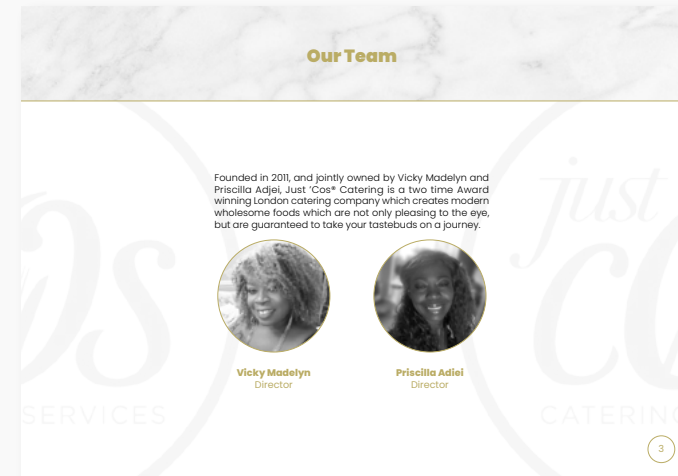 Our Team
Founded in 2011, and jointly owned by Vicky Madelyn and
Priscilla Adjei, Just 'Cos® Catering is a two time Award
winning London catering company which creates modern
wholesome foods which are not only pleasing to the eye,
but are guaranteed to take your tastebuds on a journey.
Vicky Madelyn
Director
Priscilla Adjei
Director
just
cos
SERVICES
CATERING
3